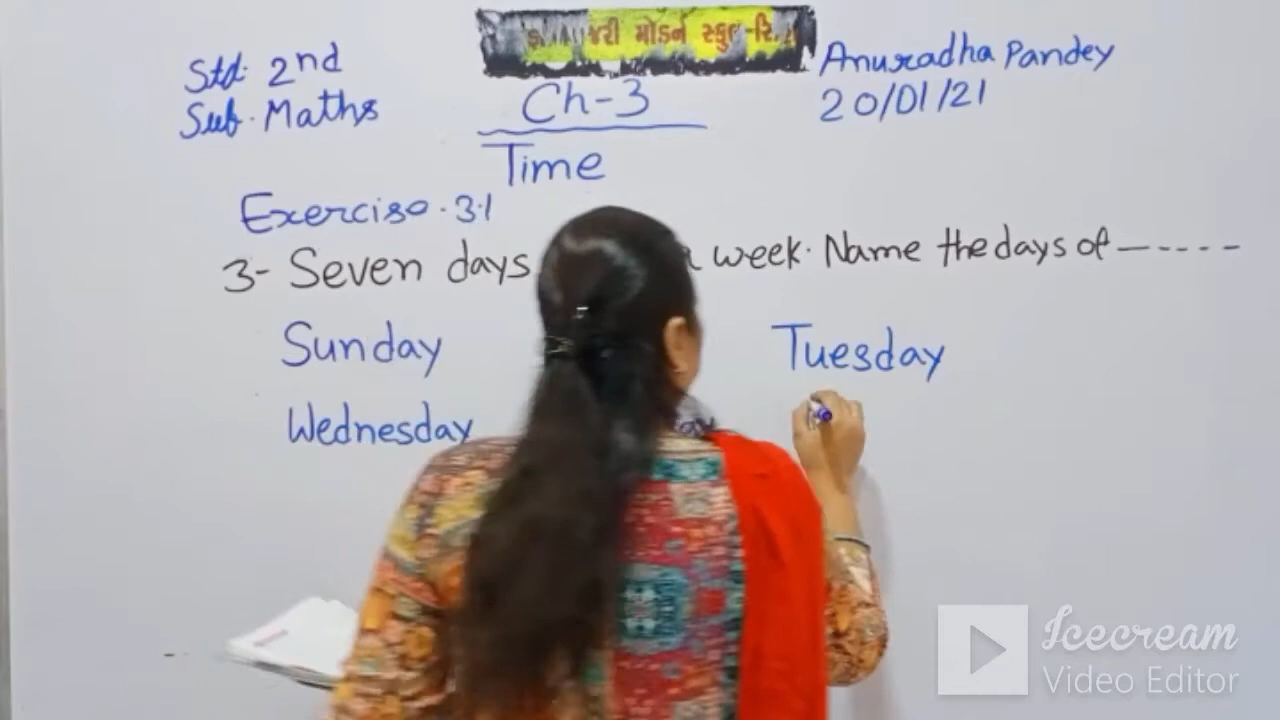 મોડર્ન સ્કુલ
Std: 2nd
Sub. Maths
Ch-3
Time
Anuradha Pandey
20/01/21
Exercise. 3.1
3- Seven days week. Name the days of -----
Sunday Tuesday
Wednesday
Icecream
Video Editor